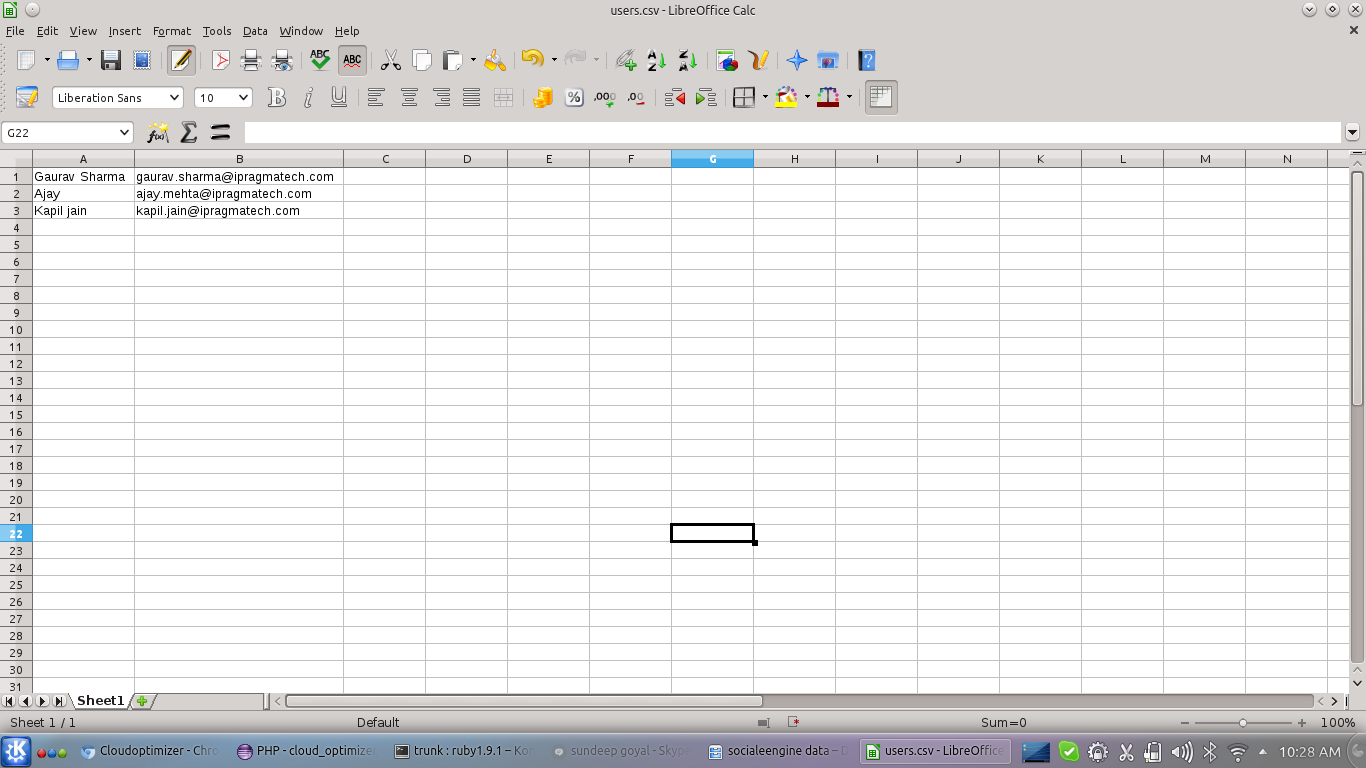 users.csv - LibreOffice Calc
File Edit View Insert Format Tools Data Window Help
ABC ABC
Liberation Sans 10
G22
A B C D E F G H I J K L M N
1 Gaurav Sharma gaurav.sharma@ipragmatech.com
2 Ajay ajay.mehta@ipragmatech.com
3 Kapil jain kapil.jain@ipragmatech.com
4
5
6
7
8
9
10
11
12
13
14
15
16
17
18
19
20
21
22
23
24
25
26
27
28
29
30
31
Sheet1
Sheet 1 / 1 Default Sum=0 100%
Cloudoptimizer - Chro PHP - cloud_optimize trunk : ruby1.9.1 – Kon sundeep goyal - Skype socialeengine data – D users.csv - LibreOffice 10:28 AM